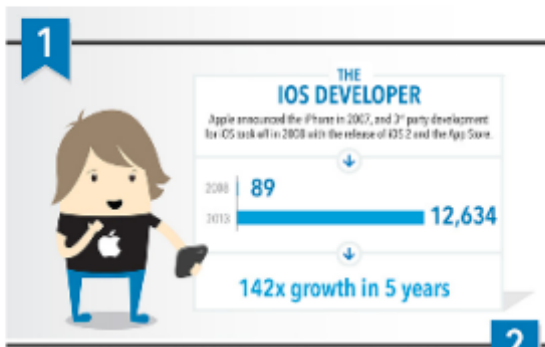 1
THE
IOS DEVELOPER
Apple announced the iPhone in 2007, and 3rd party development
for iOS took off in 2008 with the release of iOS 2 and the App Store.
2008 89
2013 12,634
142x growth in 5 years
2